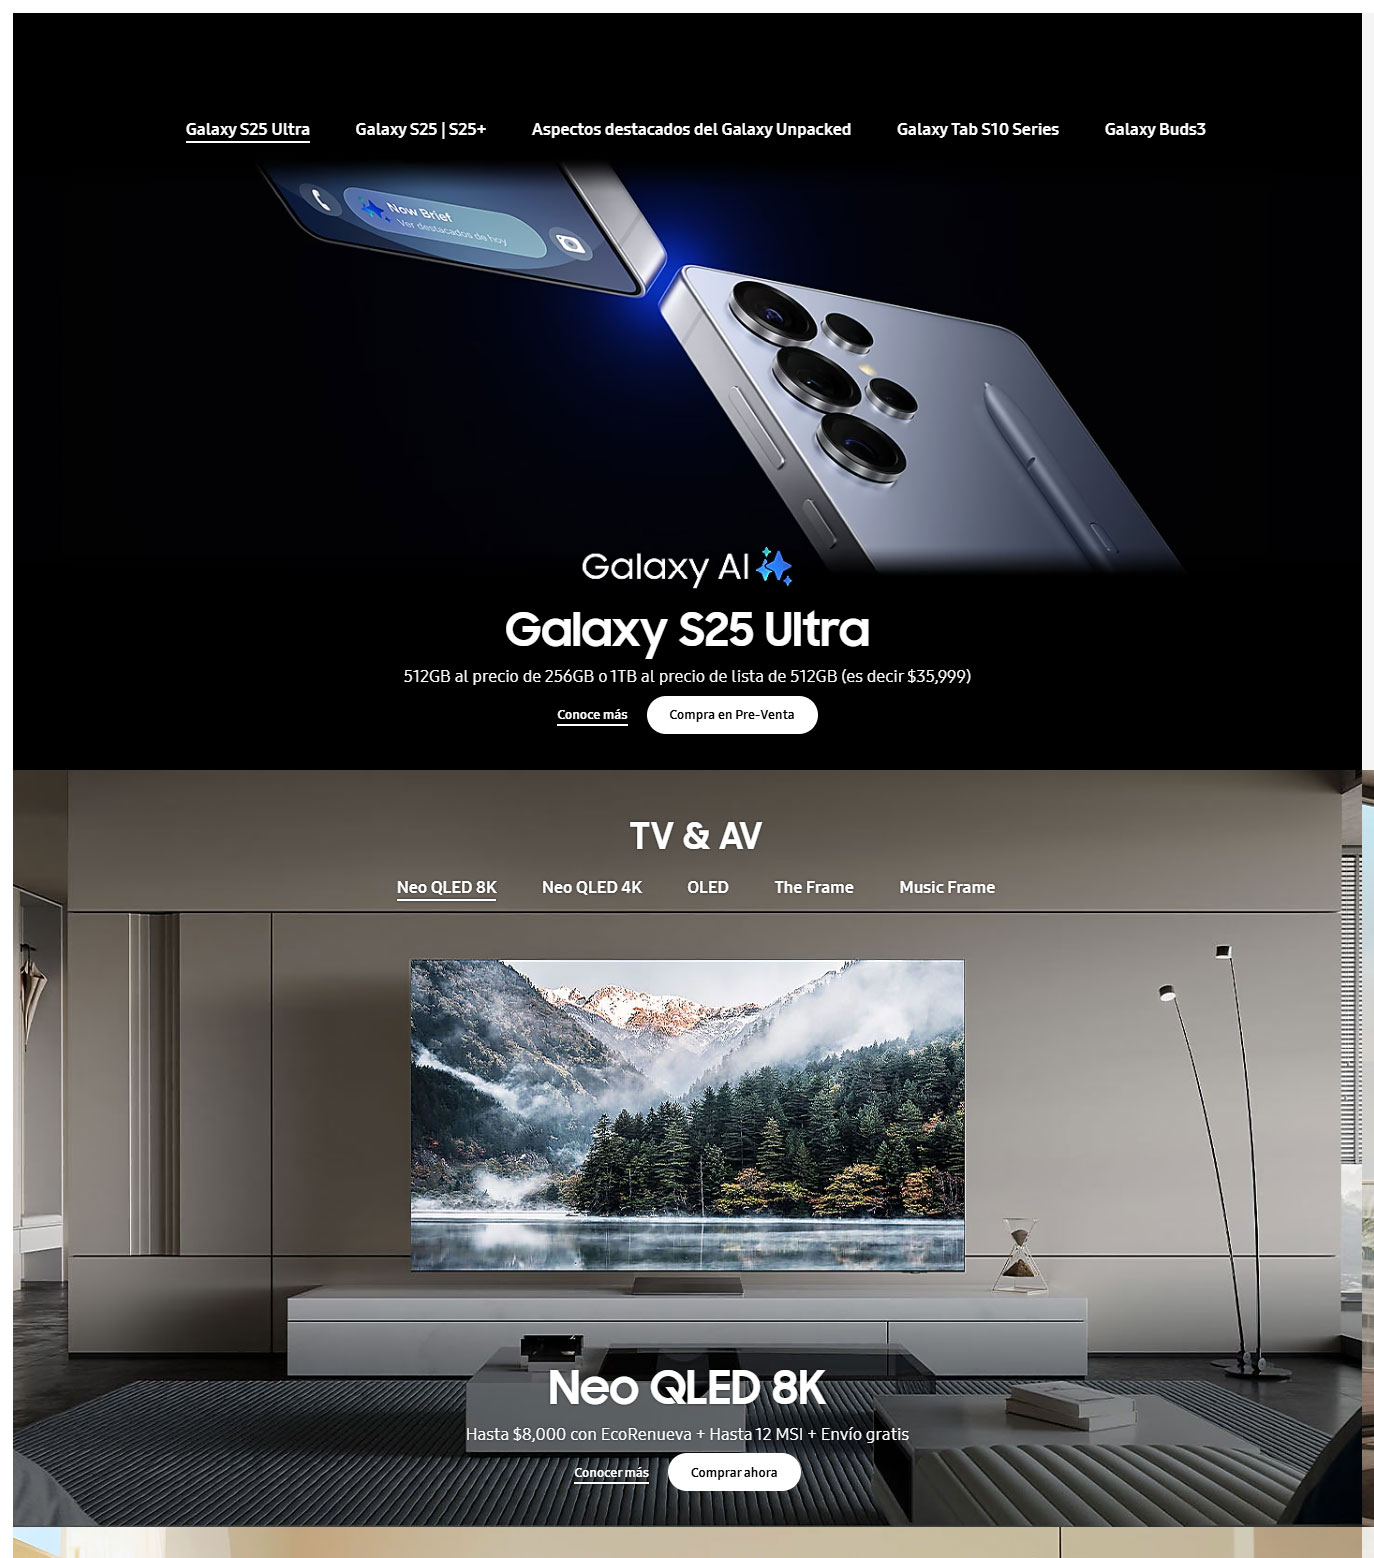 Galaxy S25 Ultra
Galaxy S25 | S25+
Aspectos destacados del Galaxy Unpacked
Galaxy Tab S10 Series
Galaxy Buds3
Now Brief
Ver destacados de hoy
Galaxy AI
Galaxy S25 Ultra
512GB al precio de 256GB o 1TB al precio de lista de 512GB (es decir $35,999)
Conoce más
Compra en Pre-Venta
TV & AV
Neo QLED 8K
Neo QLED 4K
OLED
The Frame
Music Frame
Neo QLED 8K
Hasta $8,000 con EcoRenueva + Hasta 12 MSI + Envío gratis
Conocer más
Comprar ahora